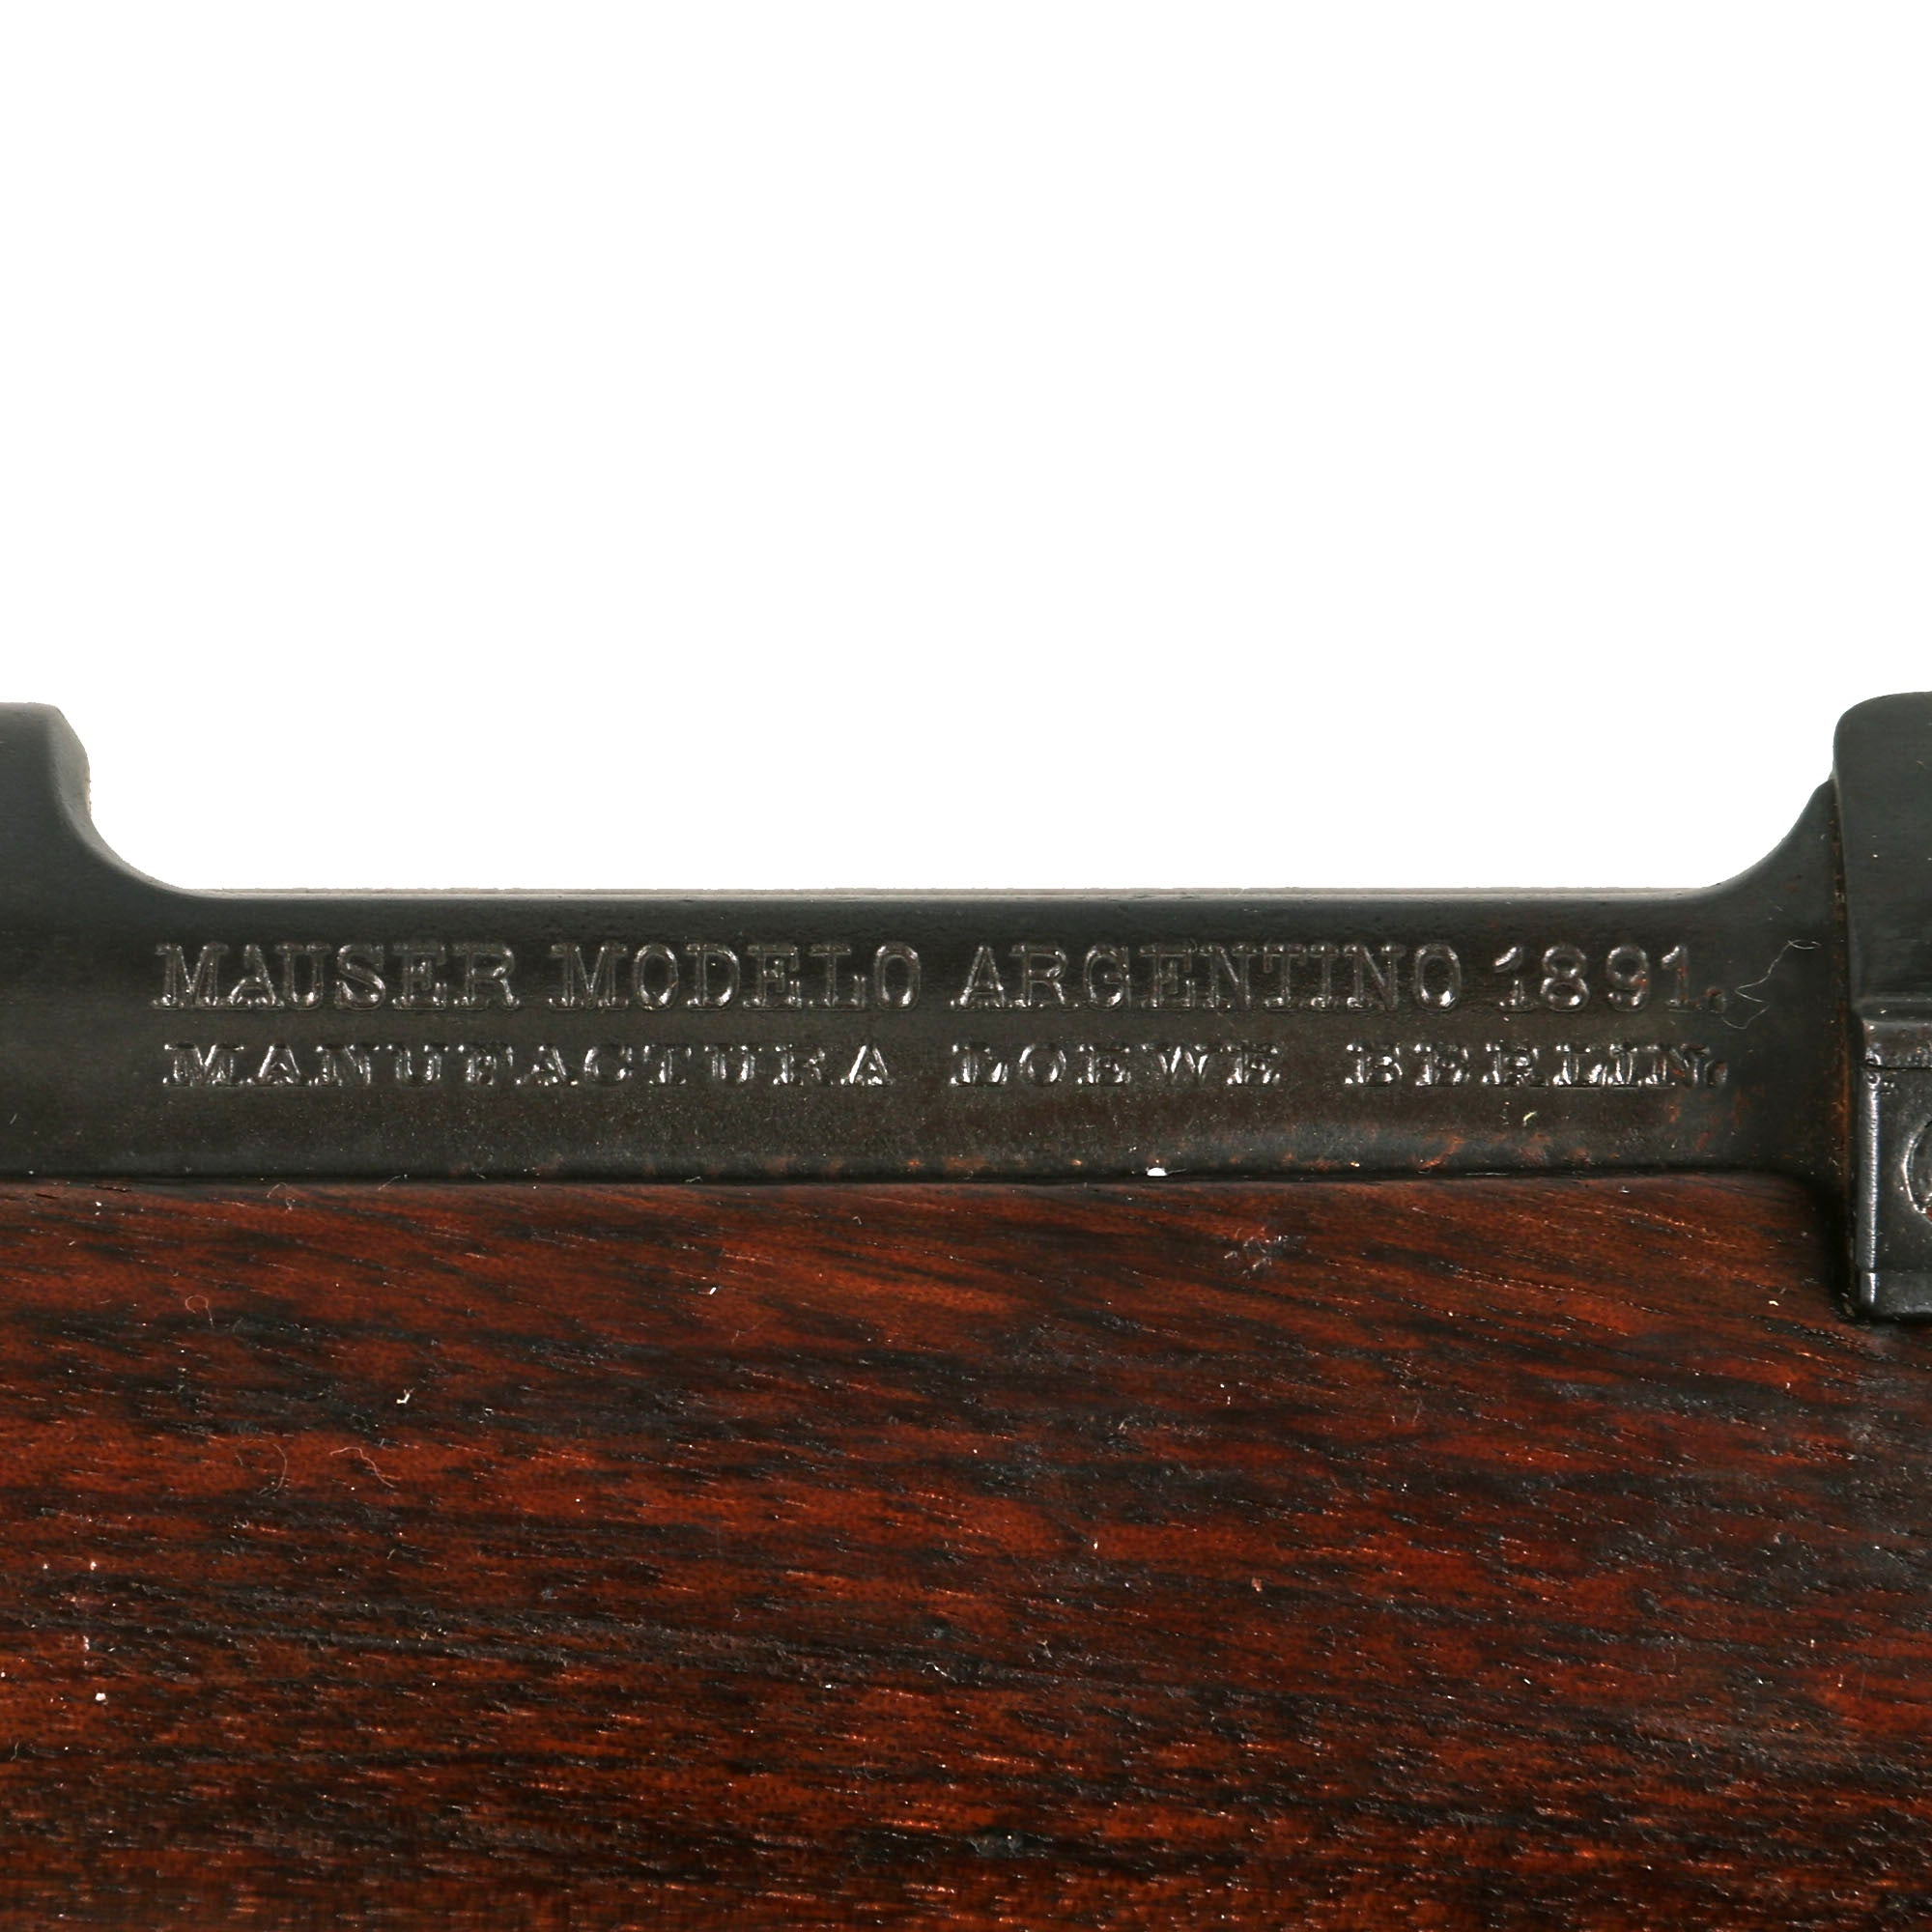 MAUSER MODELO ARGENTINO 1891.
MANUFACTURA LOEWE BERLIN.